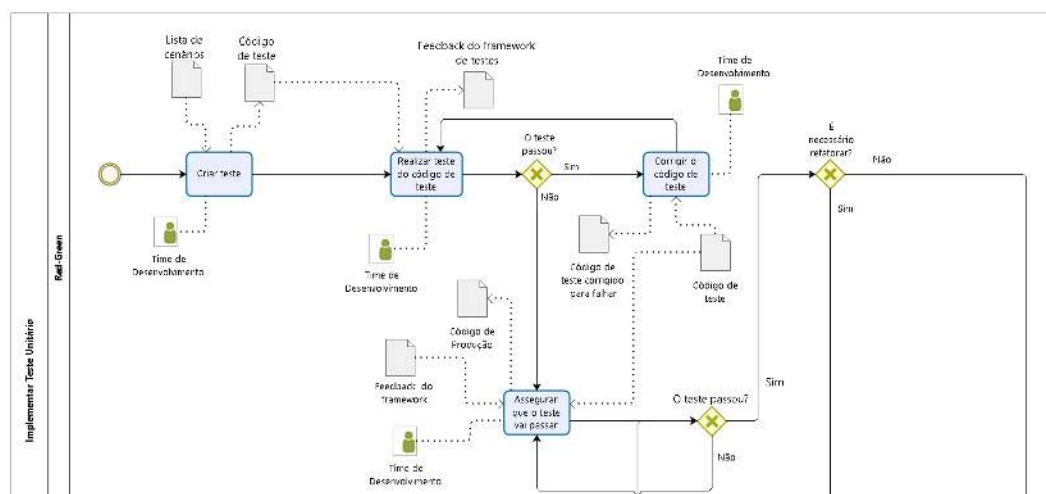 Implementar Teste Unitário
Red-Green
Lista de
cenários
Código
de teste
Feedback do framework
de testes
Time de
Desenvolvimento
O teste
passou?
É
necessário
refatorar?
Criar teste
Realizar teste
do código de
teste
Sim
Corrigir o
código de
teste
Não
Não
Sim
Time de
Desenvolvimento
Time de
Desenvolvimento
Código de
teste corrigido
para falhar
Código de
teste
Código de
Produção
Feedback do
framework
Assegurar
que o teste
vai passar
O teste passou?
Sim
Não
Time de
Desenvolvimento